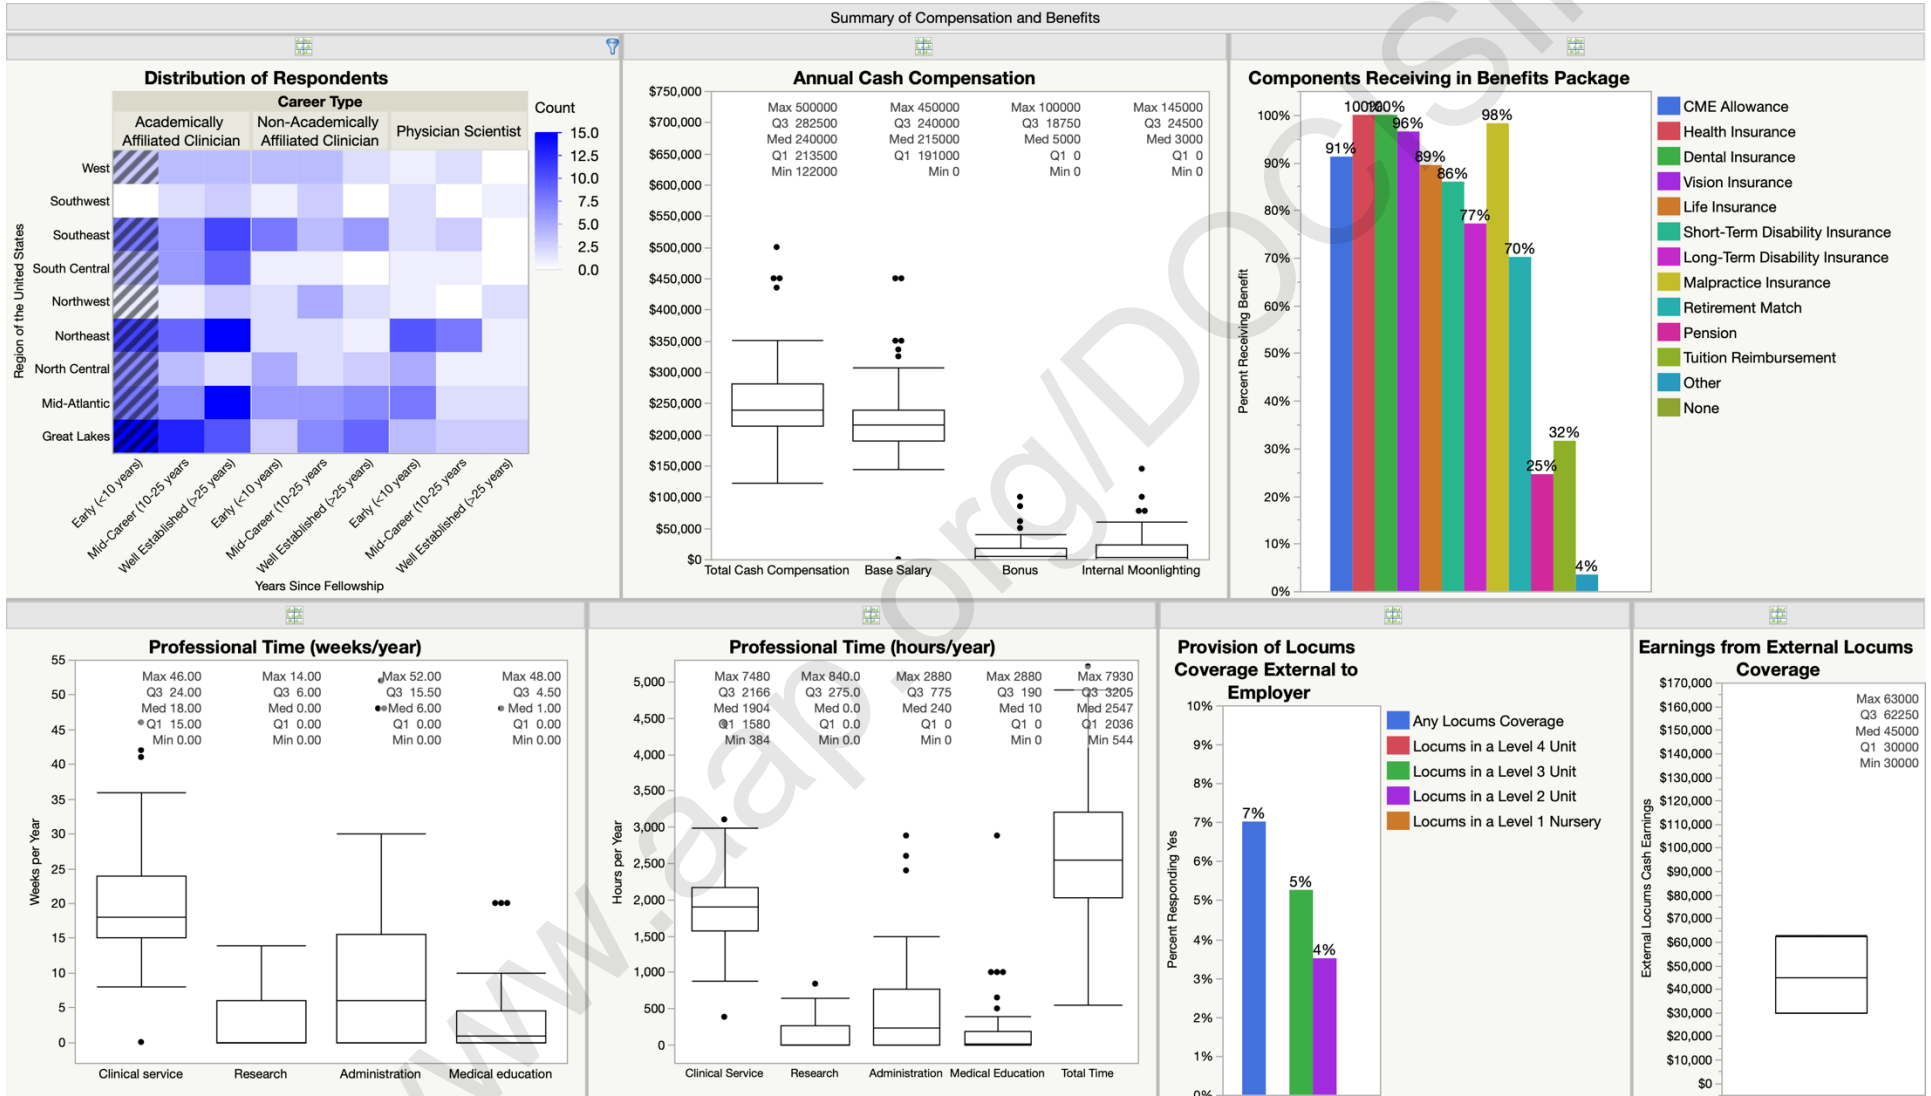 Summary of Compensation and Benefits
Distribution of Respondents
Career Type
Academically
Affiliated Clinician
Non-Academically
Affiliated Clinician
Physician Scientist
Count
15.0
12.5
10.0
7.5
5.0
2.5
0.0
Region of the United States
West
Southwest
Southeast
South Central
Northwest
Northeast
North Central
Mid-Atlantic
Great Lakes
Early (<10 years)
Mid-Career (10-25 years
Well Established (>25 years)
Early (<10 years)
Mid-Career (10-25 years
Well Established (>25 years)
Early (<10 years)
Mid-Career (10-25 years
Well Established (>25 years)
Years Since Fellowship
Annual Cash Compensation
$750,000
$700,000
$650,000
$600,000
$550,000
$500,000
$450,000
$400,000
$350,000
$300,000
$250,000
$200,000
$150,000
$100,000
$50,000
$0
Max 500000
Q3 282500
Med 240000
Q1 213500
Min 122000
Max 450000
Q3 240000
Med 215000
Q1 191000
Min 0
Max 100000
Q3 18750
Med 5000
Q1 0
Min 0
Max 145000
Q3 24500
Med 3000
Q1 0
Min 0
Total Cash Compensation
Base Salary
Bonus
Internal Moonlighting
Components Receiving in Benefits Package
Percent Receiving Benefit
100%
90%
80%
70%
60%
50%
40%
30%
20%
10%
0%
91%
100%
100%
96%
89%
86%
77%
98%
70%
25%
32%
4%
CME Allowance
Health Insurance
Dental Insurance
Vision Insurance
Life Insurance
Short-Term Disability Insurance
Long-Term Disability Insurance
Malpractice Insurance
Retirement Match
Pension
Tuition Reimbursement
Other
None
Professional Time (weeks/year)
Weeks per Year
55
50
45
40
35
30
25
20
15
10
5
0
Max 46.00
Q3 24.00
Med 18.00
Q1 15.00
Min 0.00
Max 14.00
Q3 6.00
Med 0.00
Q1 0.00
Min 0.00
Max 52.00
Q3 15.50
Med 6.00
Q1 0.00
Min 0.00
Max 48.00
Q3 4.50
Med 1.00
Q1 0.00
Min 0.00
Clinical service
Research
Administration
Medical education
Professional Time (hours/year)
Hours per Year
5,000
4,500
4,000
3,500
3,000
2,500
2,000
1,500
1,000
500
0
Max 7480
Q3 2166
Med 1904
Q1 1580
Min 384
Max 840.0
Q3 275.0
Med 0.0
Q1 0.0
Min 0.0
Max 2880
Q3 775
Med 240
Q1 0
Min 0
Max 2880
Q3 190
Med 10
Q1 0
Min 0
Max 7930
Q3 3205
Med 2547
Q1 2036
Min 544
Clinical Service
Research
Administration
Medical Education
Total Time
Provision of Locums
Coverage External to
Employer
Percent Responding Yes
10%
9%
8%
7%
6%
5%
4%
3%
2%
1%
0%
7%
5%
4%
Any Locums Coverage
Locums in a Level 4 Unit
Locums in a Level 3 Unit
Locums in a Level 2 Unit
Locums in a Level 1 Nursery
Earnings from External Locums
Coverage
External Locums Cash Earnings
$170,000
$160,000
$150,000
$140,000
$130,000
$120,000
$110,000
$100,000
$90,000
$80,000
$70,000
$60,000
$50,000
$40,000
$30,000
$20,000
$10,000
$0
Max 63000
Q3 62250
Med 45000
Q1 30000
Min 30000